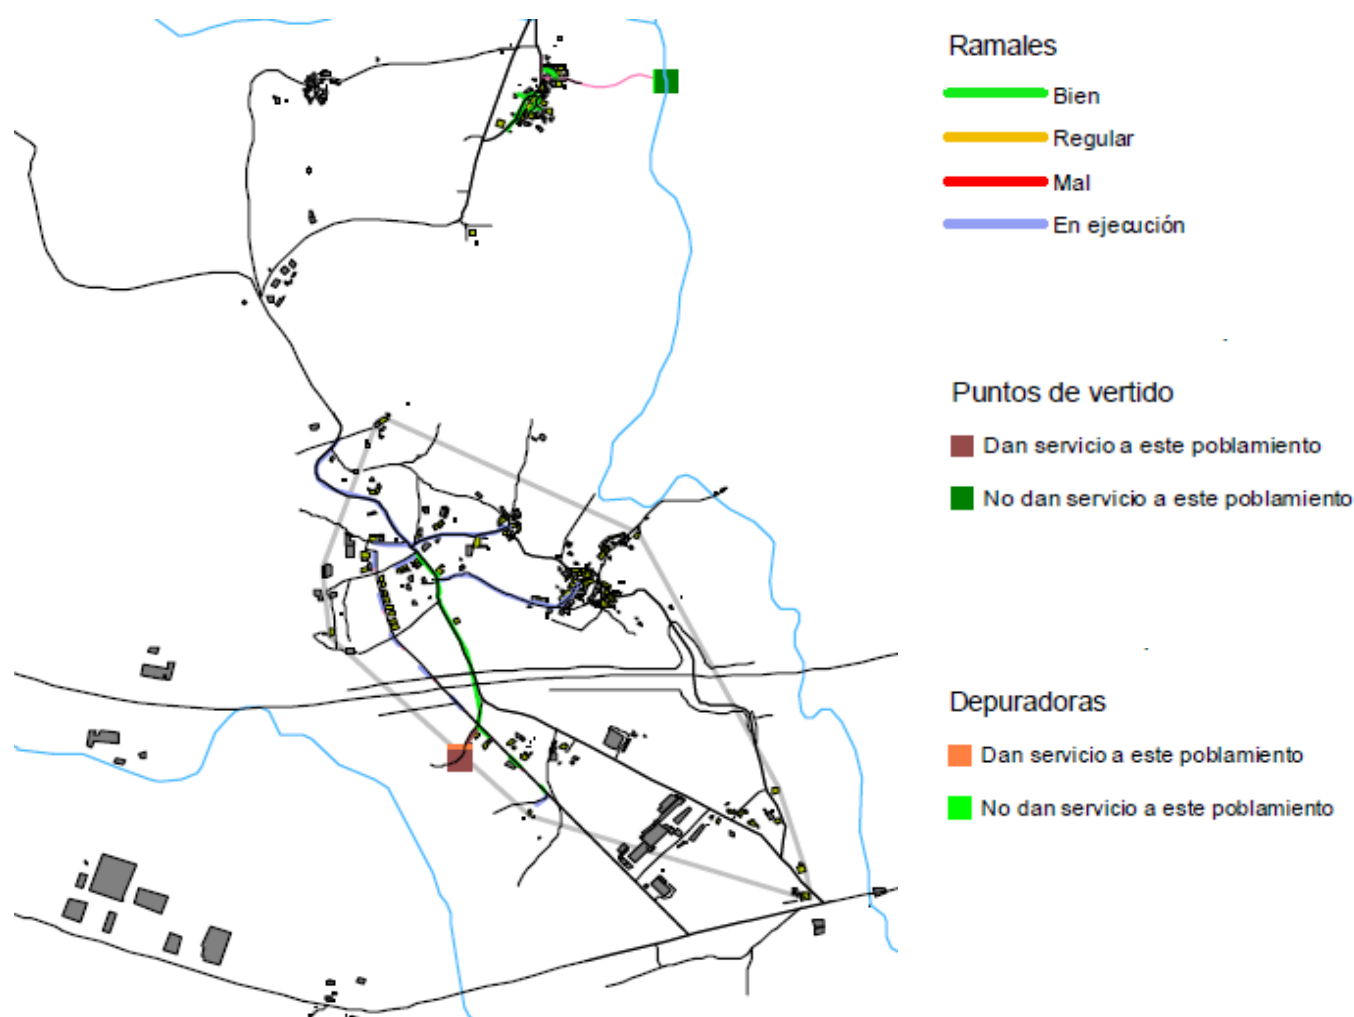 Ramales
Bien
Regular
Mal
En ejecución
Puntos de vertido
Dan servicio a este poblamiento
No dan servicio a este poblamiento
Depuradoras
Dan servicio a este poblamiento
No dan servicio a este poblamiento